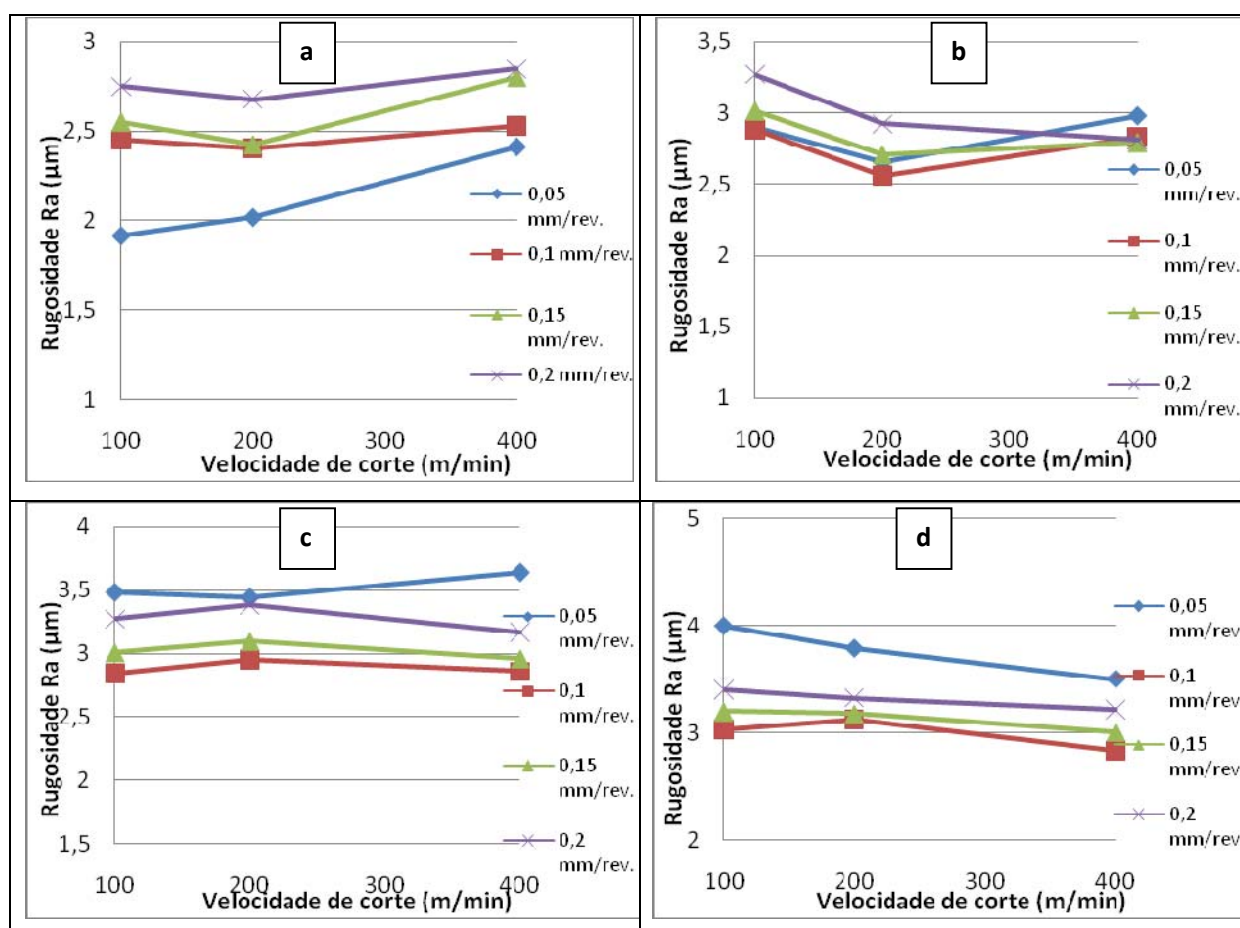 a
3
2,5
2
1,5
1
Rugosidade Ra (µm)
100 200 300 400
Velocidade de corte (m/min)
0,05
mm/rev.
0,1 mm/rev.
0,15
mm/rev.
0,2 mm/rev.
b
3,5
3
2,5
2
1,5
1
Rugosidade Ra (µm)
100 200 300 400
Velocidade de corte (m/min)
0,05
mm/rev.
0,1
mm/rev.
0,15
mm/rev.
0,2
mm/rev.
c
4
3,5
3
2,5
2
1,5
Rugosidade Ra (µm)
100 200 300 400
Velocidade de corte (m/min)
0,05
mm/rev.
0,1
mm/rev.
0,15
mm/rev.
0,2
mm/rev.
d
5
4
3
2
Rugosidade Ra (µm)
100 200 300 400
Velocidade de corte (m/min)
0,05
mm/rev.
0,1
mm/rev.
0,15
mm/rev.
0,2
mm/rev.